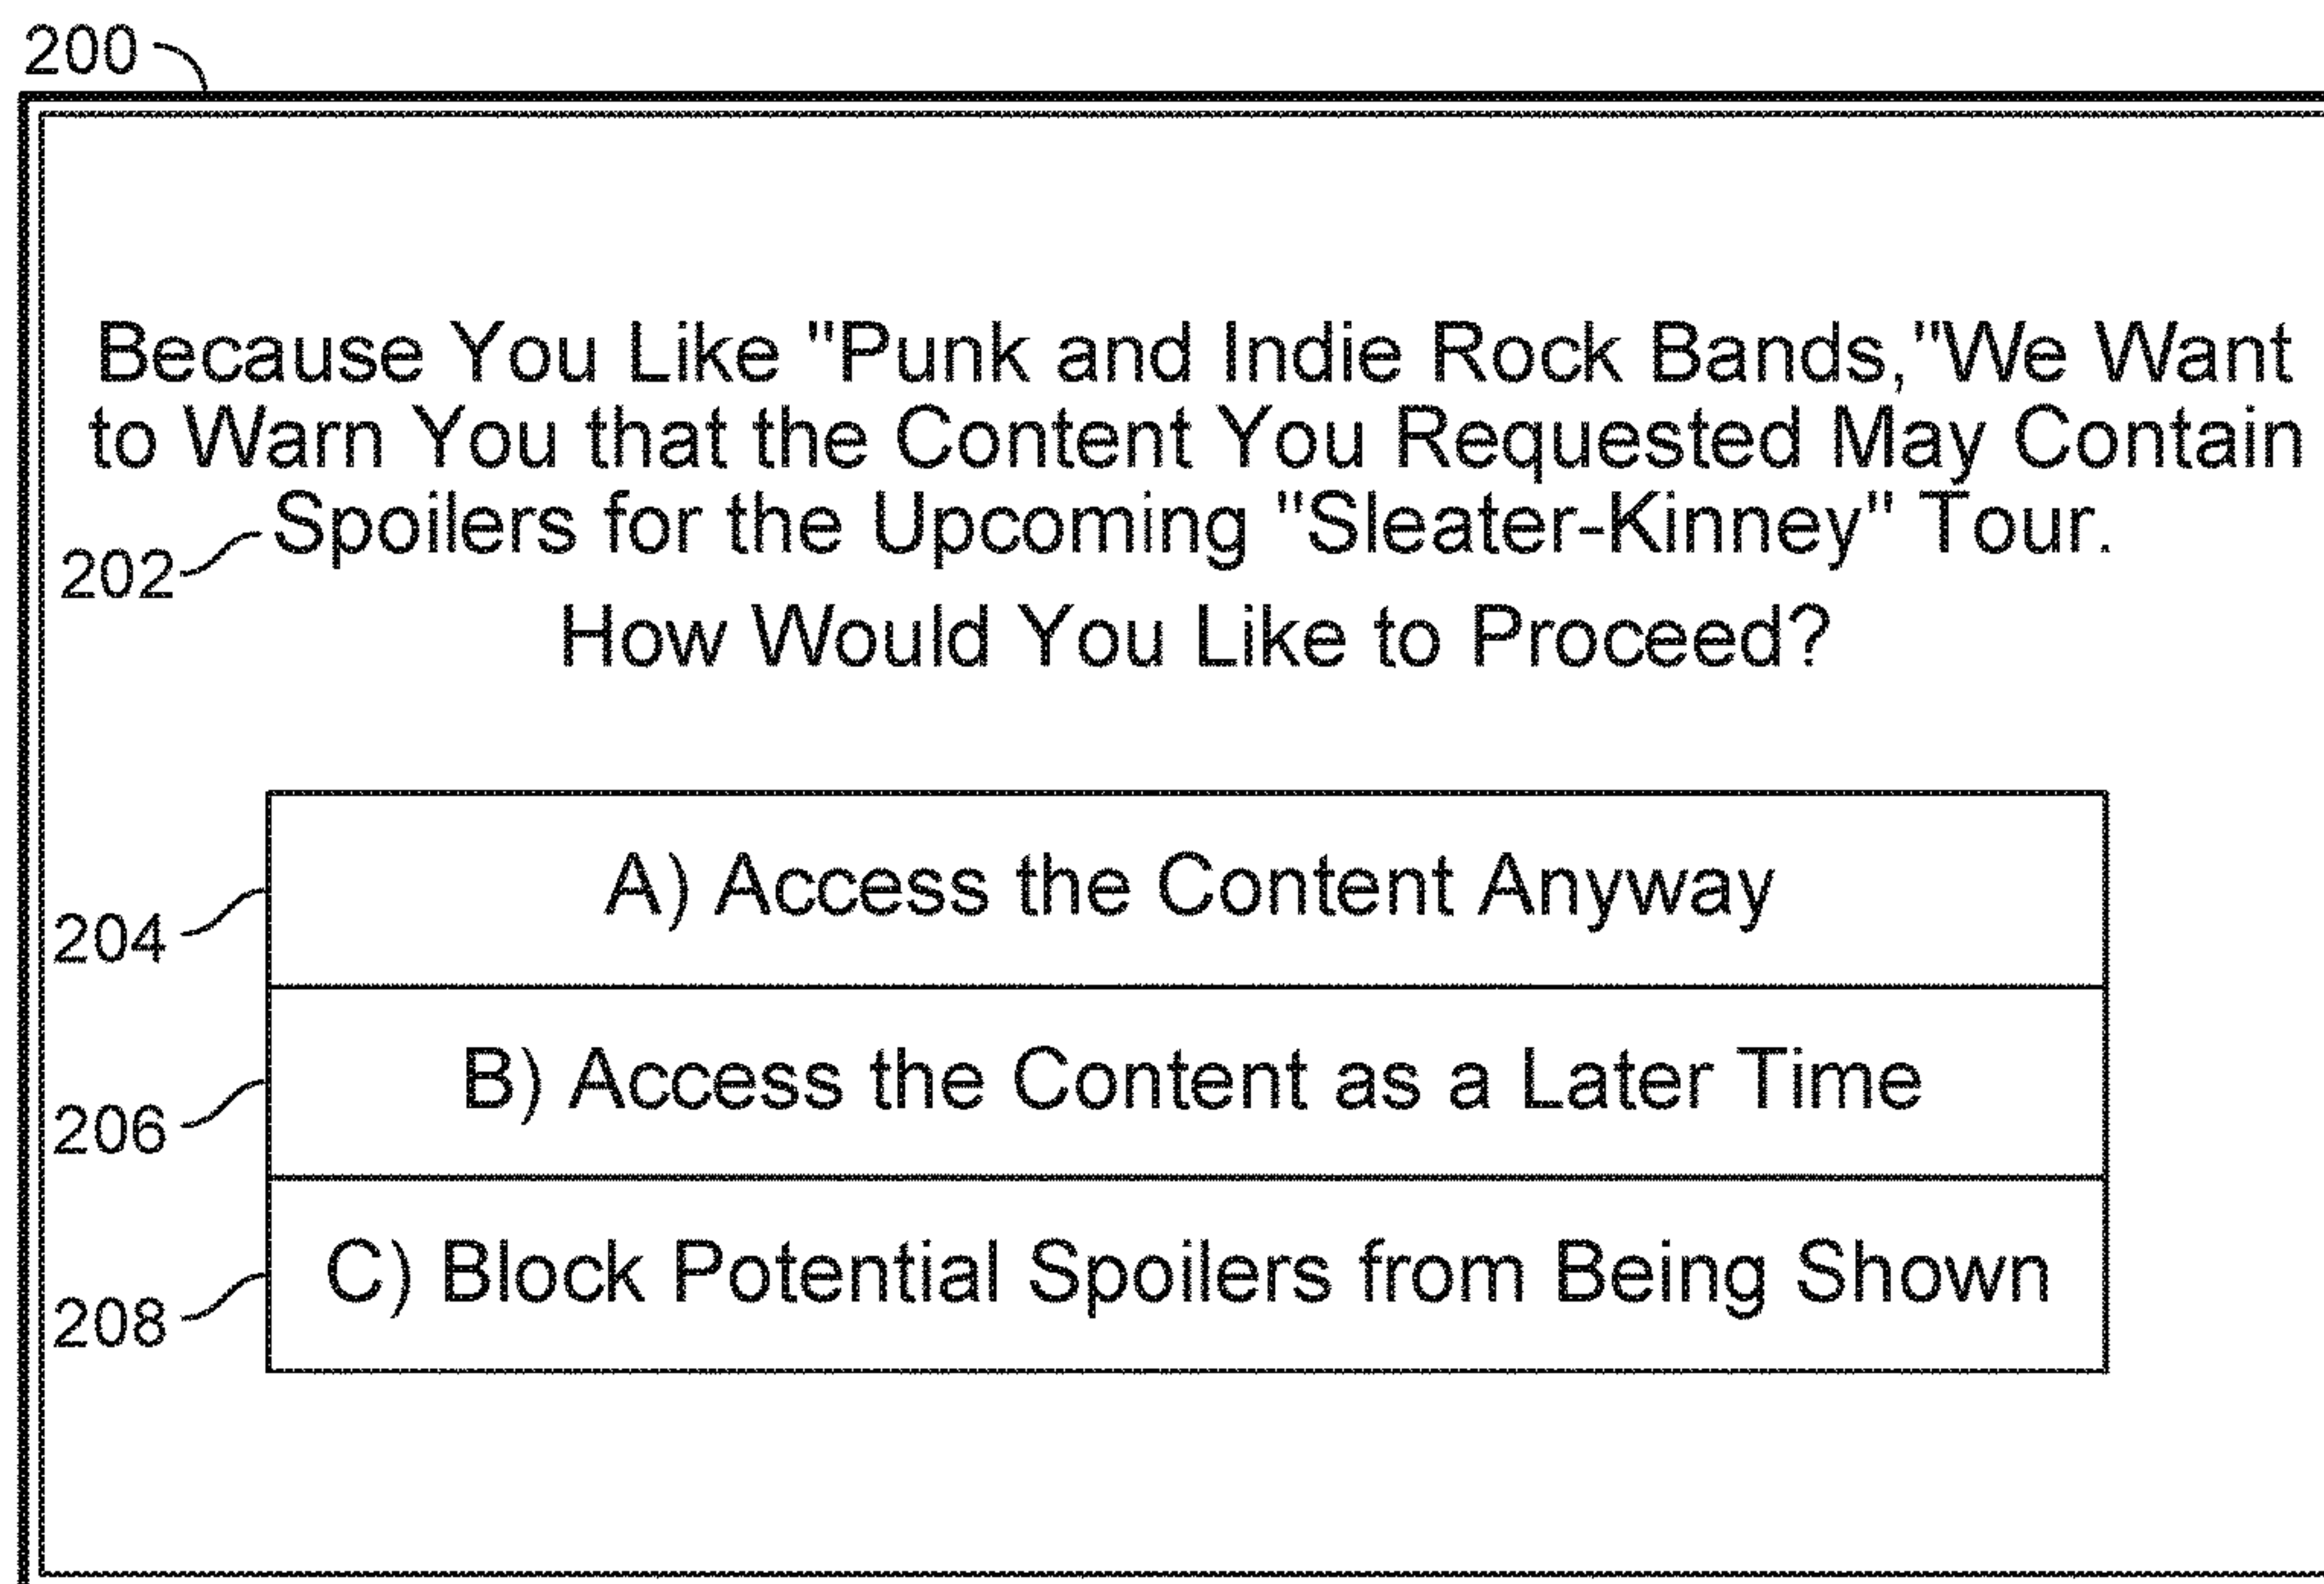 200
Because You Like "Punk and Indie Rock Bands,"We Want
to Warn You that the Content You Requested May Contain
Spoilers for the Upcoming "Sleater-Kinney" Tour.
202
How Would You Like to Proceed?
A) Access the Content Anyway
204
B) Access the Content as a Later Time
206
C) Block Potential Spoilers from Being Shown
208